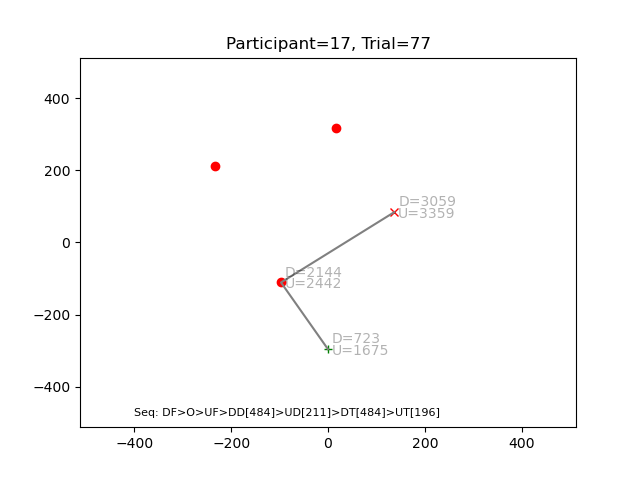 Participant=17, Trial=77
400
200
0
−200
−400
D=3059
U=3359
D=2144
U=2442
D=723
U=1675
Seq: DF>O>UF>DD[484]>UD[211]>DT[484]>UT[196]
−400 −200 0 200 400